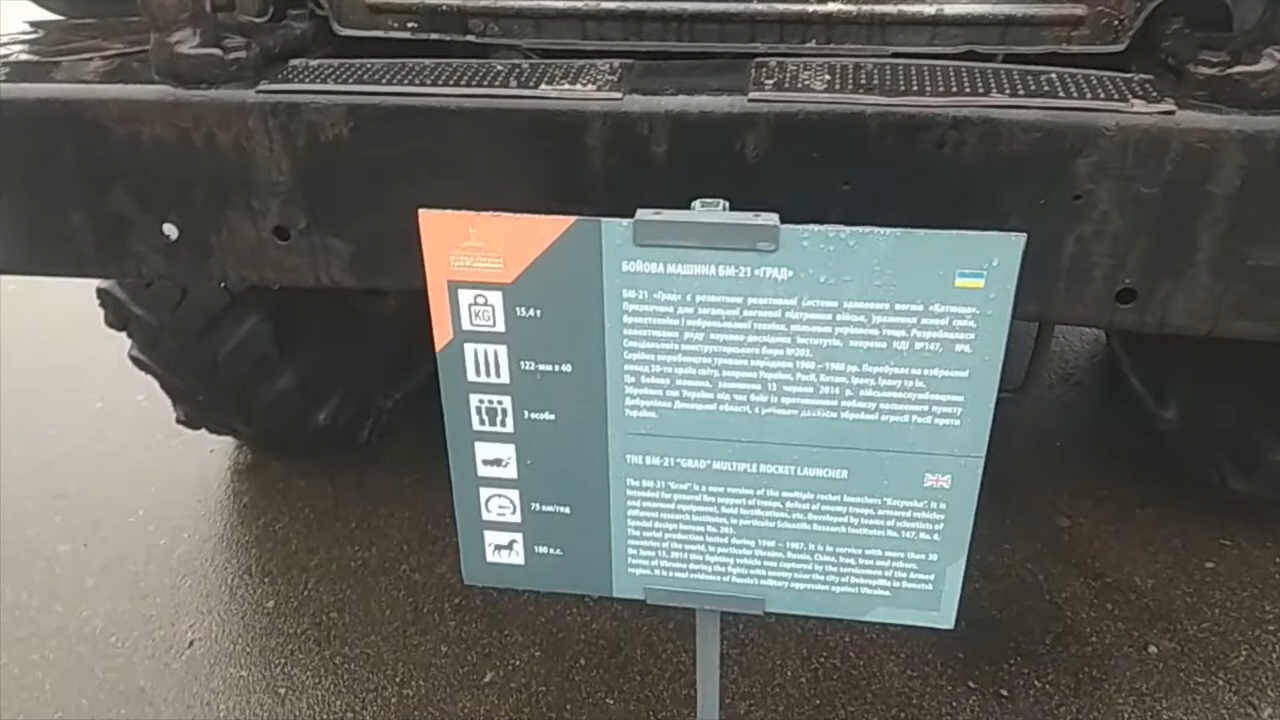 KG
15,4 т
122-мм x 40
3 особи
75 км/год
180 к.с.
БОЙОВА МАШИНА БМ-21 «ГРАД»
БМ-21 «Град» є розвитком реактивної системи залпового вогню «Катюша».
Призначена для загальної вогневої підтримки військ, ураження живої сили,
бронетехніки і неброньованої техніки, польових укріплень тощо. Розроблялася
колективами ряду науково-дослідних інститутів, зокрема НДІ №147, №6,
Спеціального конструкторського бюро №203.
Серійне виробництво тривало впродовж 1960 – 1988 рр. Перебуває на озброєнні
понад 30-ти країн світу, зокрема України, Росії, Китаю, Іраку, Ірану та ін.
Ця бойова машина, захоплена 13 червня 2014 р. військовослужбовцями
Збройних сил України під час боїв із противником поблизу населеного пункту
Добропілля Донецької області, є речовим доказом збройної агресії Росії проти
України.
THE BM-21 "GRAD" MULTIPLE ROCKET LAUNCHER
The BM-21 "Grad" is a new version of the multiple rocket launchers "Katyusha". It is
intended for general fire support of troops, defeat of enemy troops, armored vehicles
and unarmed equipment, field fortifications, etc. Developed by teams of scientists of
different research institutes, in particular Scientific Research Institutes No. 147, No. 6,
Special design bureau No. 203.
The serial production lasted during 1960 – 1987. It is in service with more than 30
countries of the world, in particular Ukraine, Russia, China, Iraq, Iran and others.
On June 13, 2014 this fighting vehicle was captured by the servicemen of the Armed
Forces of Ukraine during the fights with enemy near the city of Dobropillia in Donetsk
region. It is a real evidence of Russia's military aggression against Ukraine.